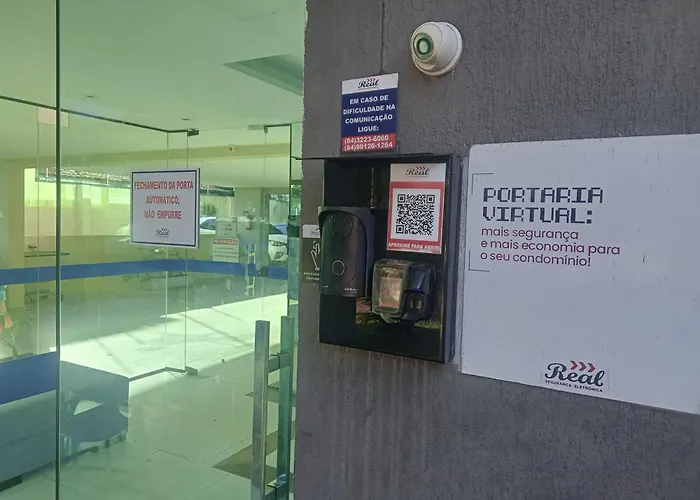 FECHAMENTO DA PORTA
AUTOMÁTICO,
NÃO EMPURRE
Real
Real
EM CASO DE
DIFICULDADE NA
COMUNICAÇÃO
LIGUE:
(84)3223-6060
(84)99126-1264
Real
APROXIME PARA ABRIR
PORTARIA
VIRTUAL:
mais segurança
e mais economia para
o seu condomínio!
Real
SEGURANÇA ELETRÔNICA